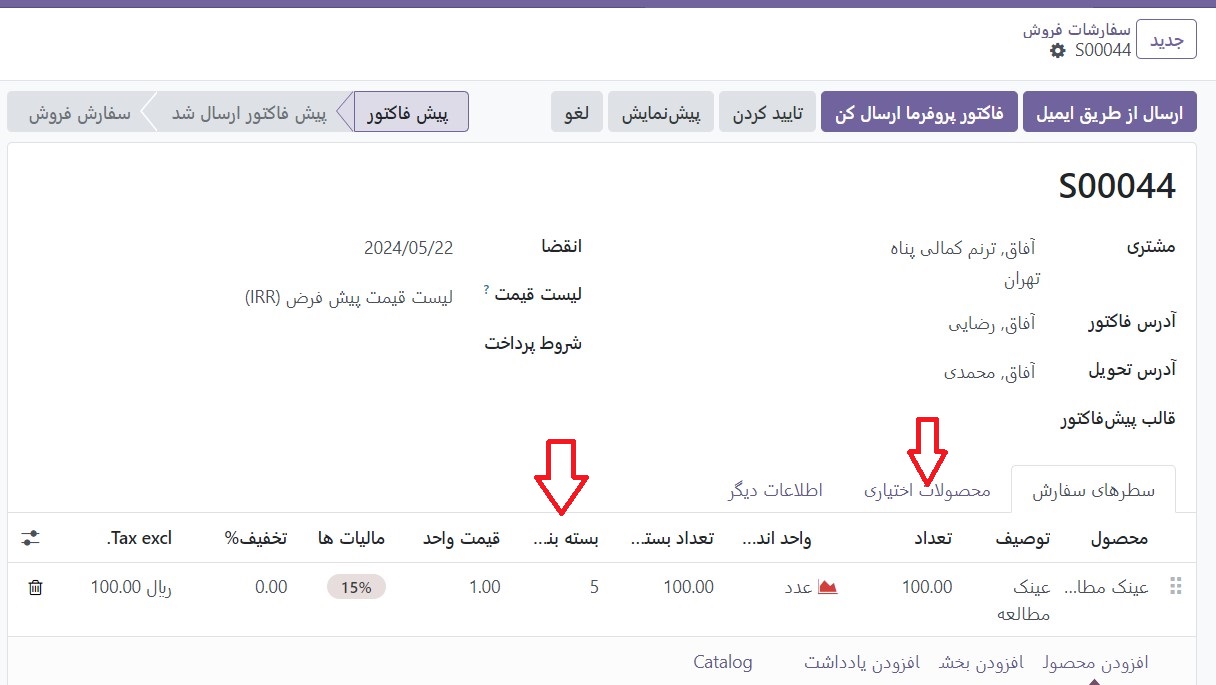 جدید
سفارشات فروش
S00044
ارسال از طریق ایمیل
فاکتور پروفرما ارسال کن
تایید کردن
پیش‌نمایش
لغو
پیش فاکتور
پیش فاکتور ارسال شد
سفارش فروش
S00044
مشتری
آفاق, ترنم کمالی پناه
تهران
آدرس فاکتور
آفاق, رضایی
آدرس تحویل
آفاق, محمدی
قالب پیش‌فاکتور
انقضا
2024/05/22
لیست قیمت ?
لیست قیمت پیش فرض (IRR)
شروط پرداخت
سطرهای سفارش
محصولات اختیاری
اطلاعات دیگر
محصول توصیف تعداد واحد اند... تعداد بست... بسته بن... قیمت واحد مالیات ها تخفیف% Tax excl.
عینک مطا... عینک 100.00 عدد 100.00 5 1.00 15% 0.00 100.00 ریال
مطالعه
افزودن محصول افزودن بخش افزودن یادداشت Catalog